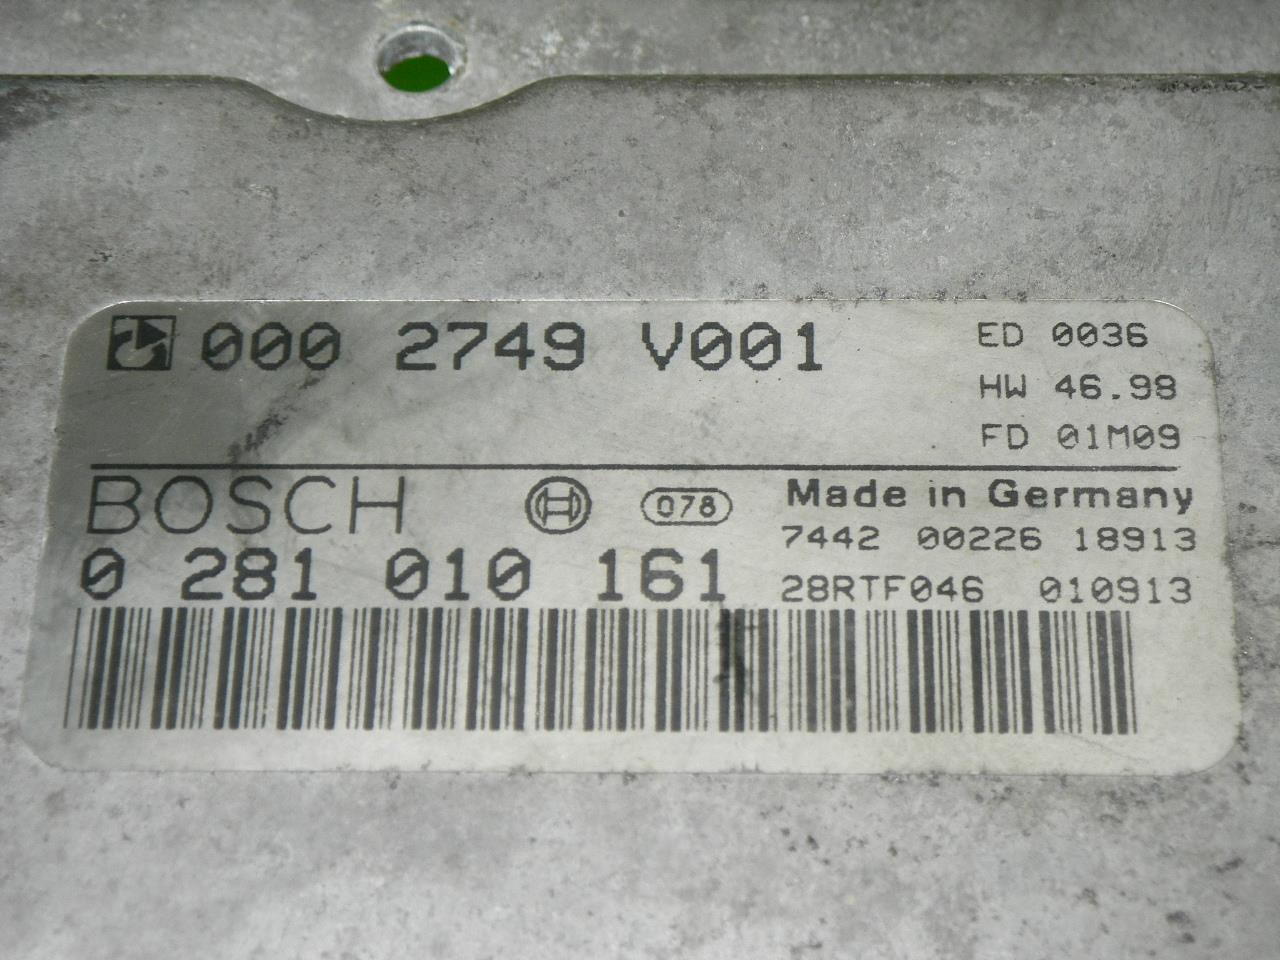 000 2749 V001
ED 0036
HW 46.98
FD 01M09
BOSCH 078 Made in Germany
7442 00226 18913
0 281 010 161
28RTF046 010913